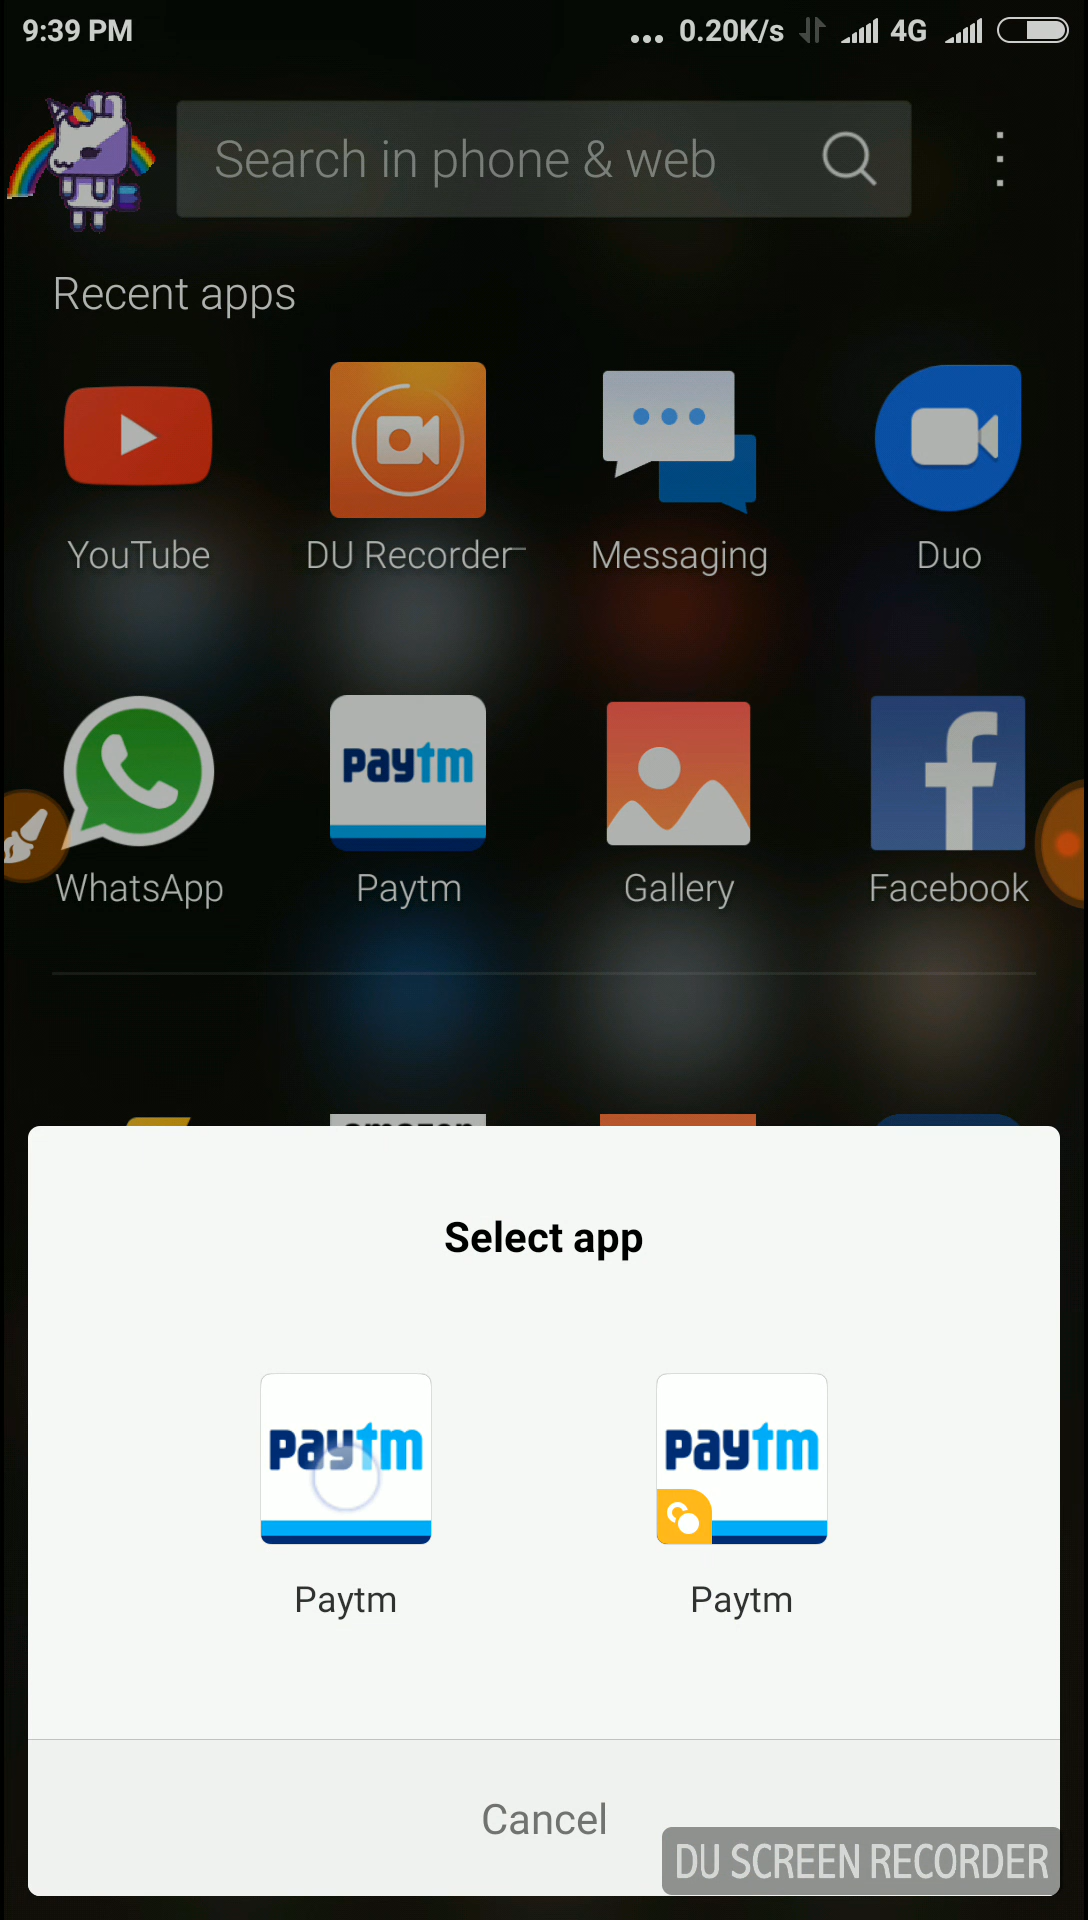 9:39 PM
... 0.20K/s 4G
Search in phone & web
Recent apps
YouTube
DU Recorder
Messaging
Duo
paytm
WhatsApp
Paytm
Gallery
Facebook
amazon
Select app
paytm
paytm
Paytm
Paytm
Cancel
DU SCREEN RECORDER